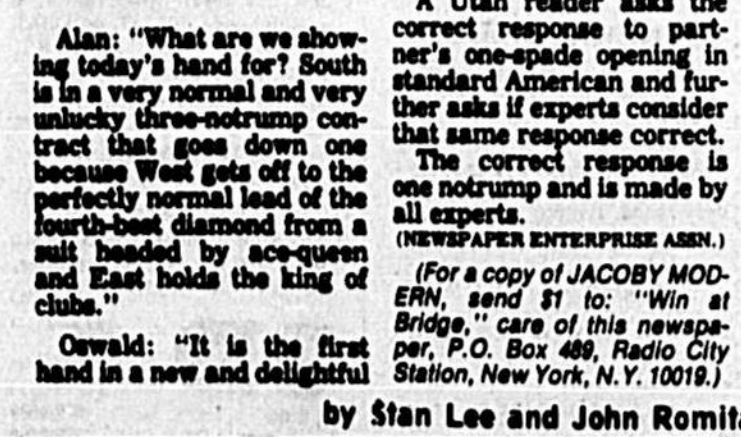 Alan: "What are we show-
ing today's hand for? South
is in a very normal and very
unlucky three-notrump con-
tract that goes down one
because West gets off to the
perfectly normal lead of the
fourth-best diamond from a
suit headed by ace-queen
and East holds the king of
clubs."
Oswald: "It is the first
hand in a new and delightful
A Utah reader asks the
correct response to part-
ner's one-spade opening in
standard American and fur-
ther asks if experts consider
that same response correct.
The correct response is
one notrump and is made by
all experts.
(NEWSPAPER ENTERPRISE ASSN.)
(For a copy of JACOBY MOD-
ERN, send $1 to: "Win at
Bridge," care of this newspa-
per, P.O. Box 489, Radio City
Station, New York, N.Y. 10019.)
by Stan Lee and John Romita